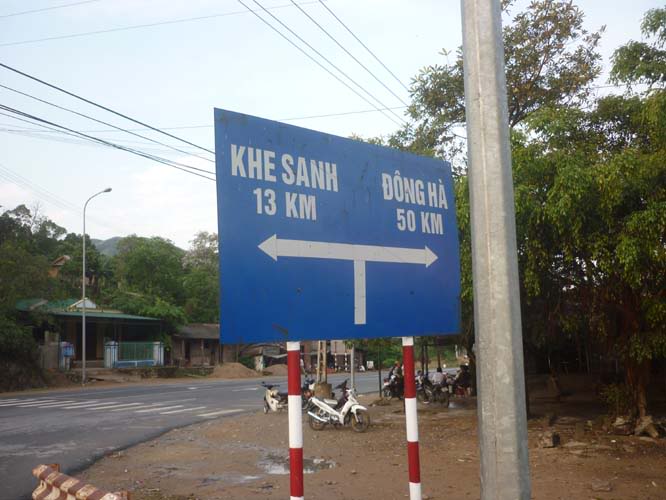 KHE SANH
13 KM
ĐÔNG HÀ
50 KM